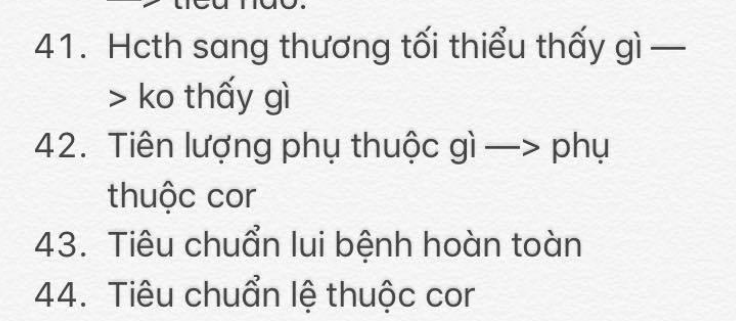 41. Hcth sang thương tối thiểu thấy gì —
> ko thấy gì
42. Tiên lượng phụ thuộc gì —> phụ
thuộc cor
43. Tiêu chuẩn lui bệnh hoàn toàn
44. Tiêu chuẩn lệ thuộc cor